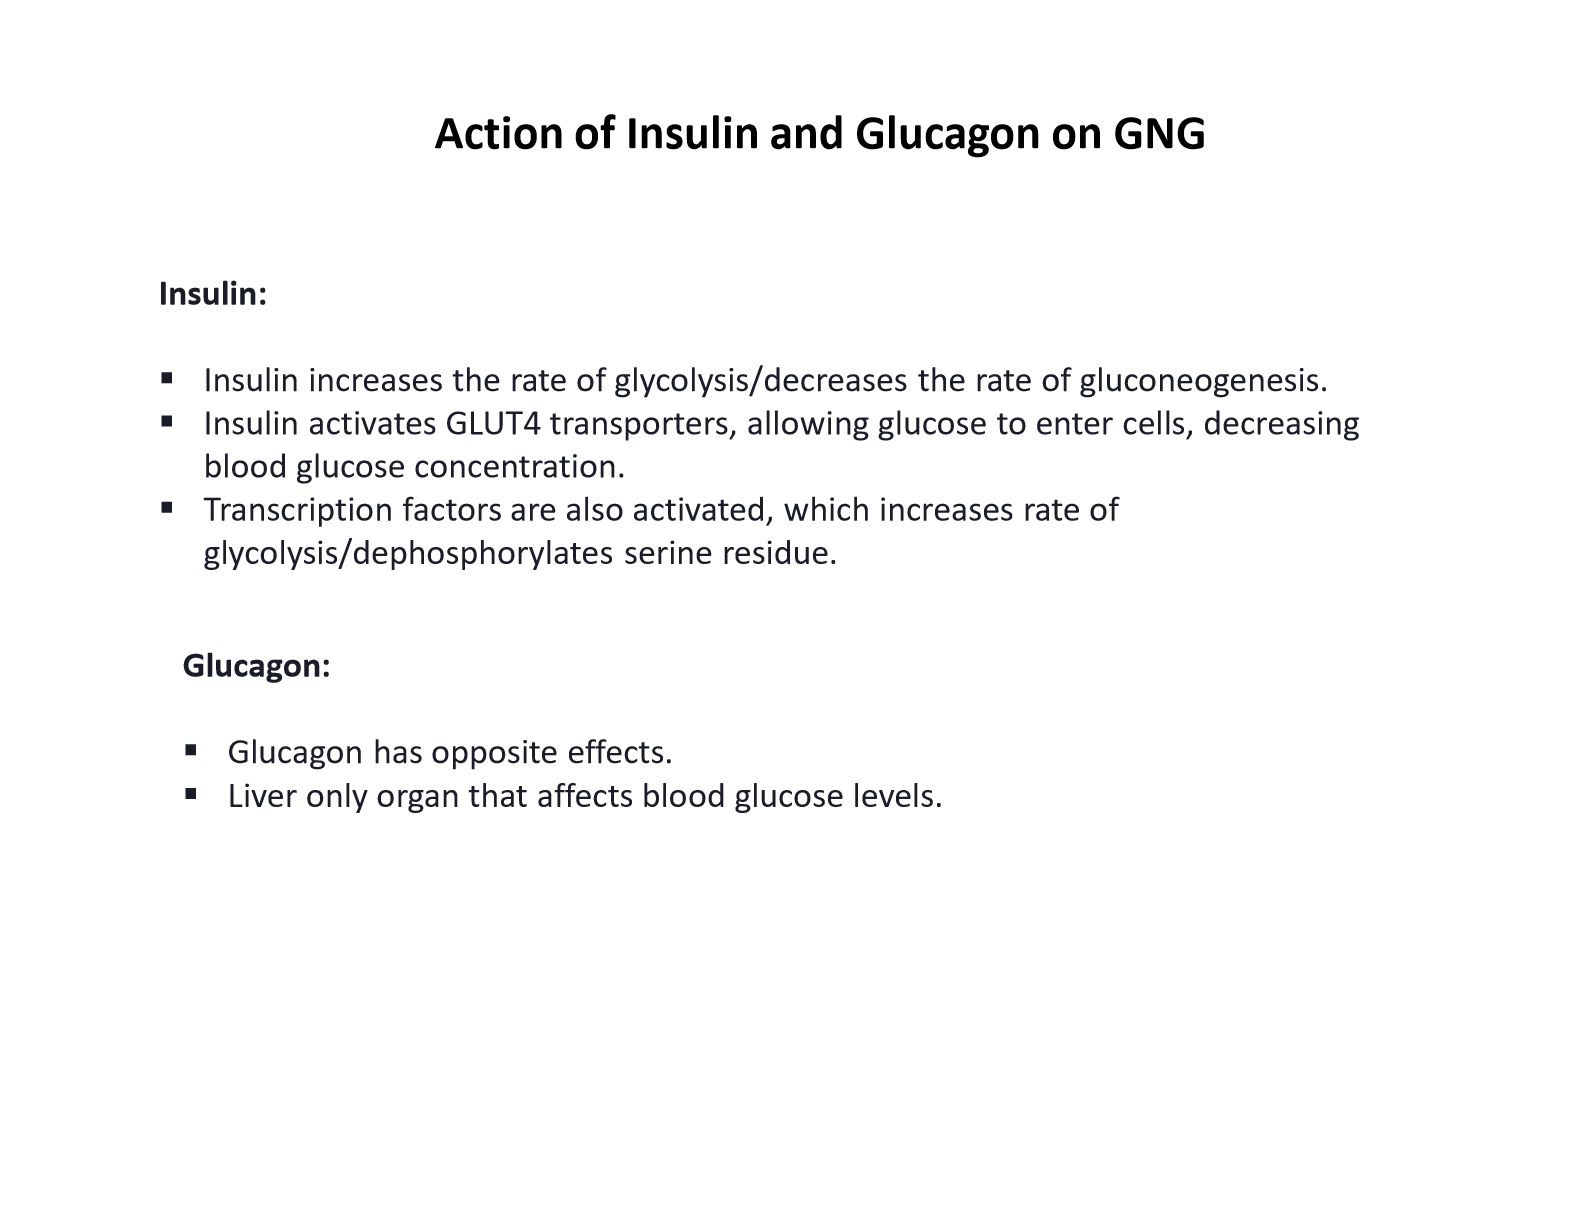 Action of Insulin and Glucagon on GNG
Insulin:
▪ Insulin increases the rate of glycolysis/decreases the rate of gluconeogenesis.
▪ Insulin activates GLUT4 transporters, allowing glucose to enter cells, decreasing
blood glucose concentration.
▪ Transcription factors are also activated, which increases rate of
glycolysis/dephosphorylates serine residue.
Glucagon:
▪ Glucagon has opposite effects.
▪ Liver only organ that affects blood glucose levels.